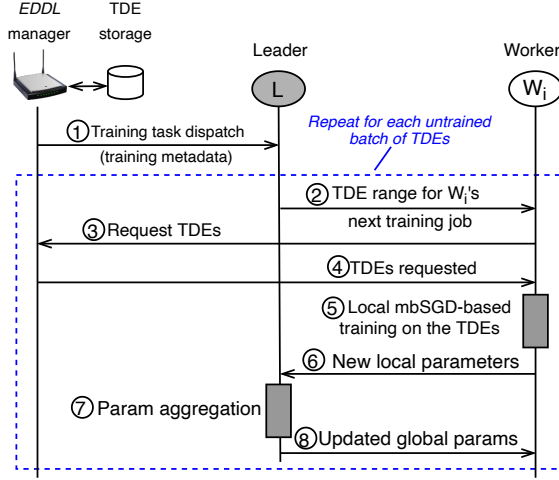 EDDL
manager
TDE
storage
Leader
Worker
L
Wi
① Training task dispatch
(training metadata)
Repeat for each untrained
batch of TDEs
② TDE range for Wi's
next training job
③ Request TDEs
④ TDEs requested
⑤ Local mbSGD-based
training on the TDEs
⑥ New local parameters
⑦ Param aggregation
⑧ Updated global params